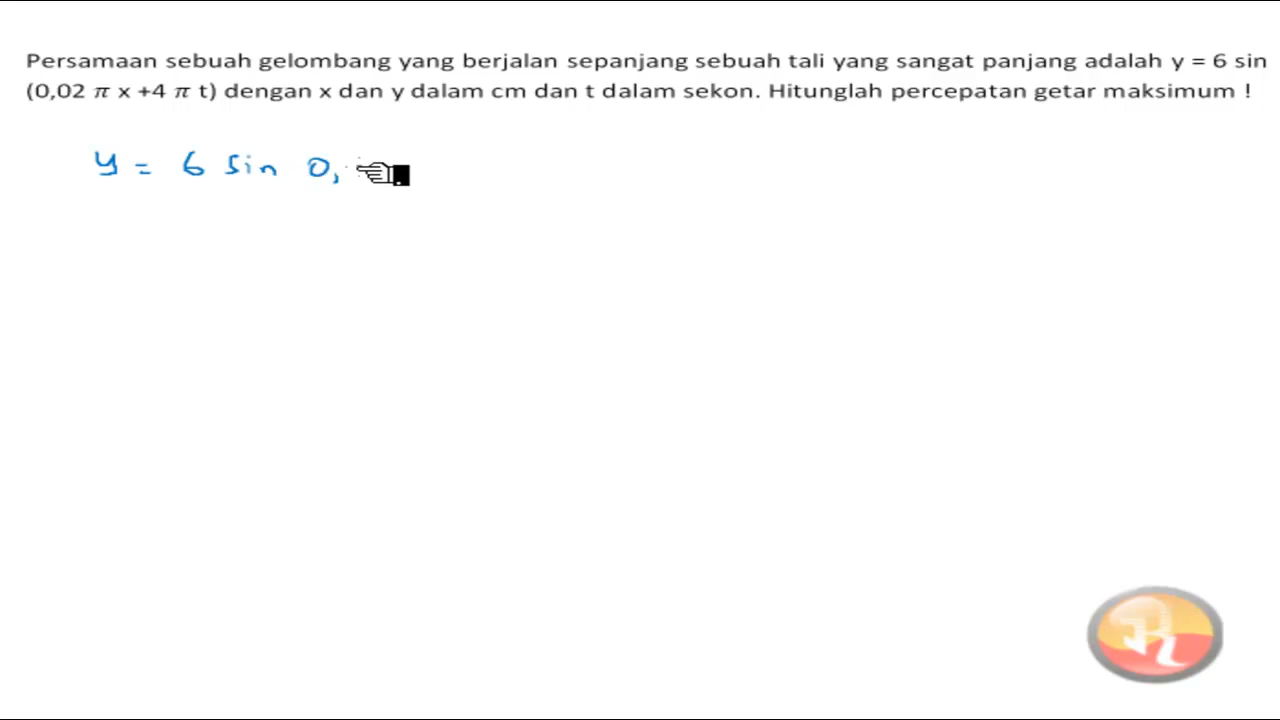 Persamaan sebuah gelombang yang berjalan sepanjang sebuah tali yang sangat panjang adalah y = 6 sin
(0,02 π x +4 π t) dengan x dan y dalam cm dan t dalam sekon. Hitunglah percepatan getar maksimum !
y = 6 sin 0,